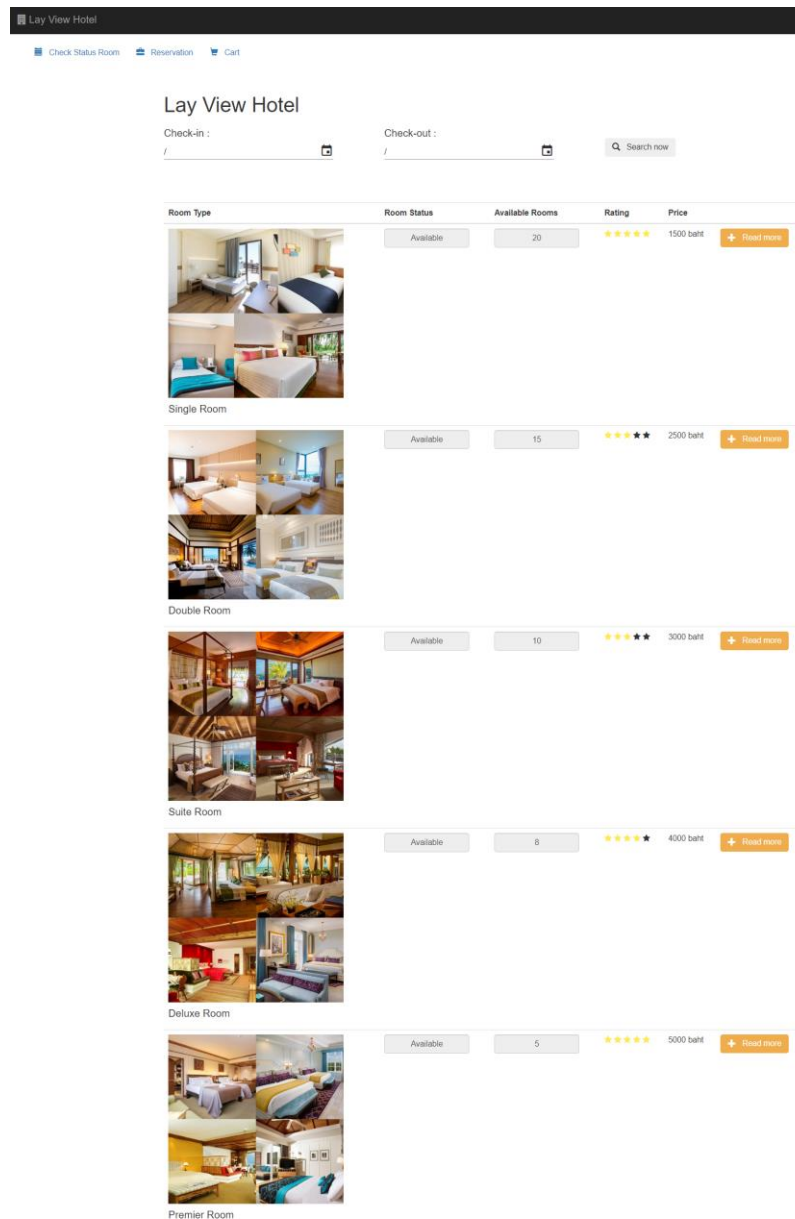 Lay View Hotel
Check Status Room Reservation Cart
Lay View Hotel
Check-in : Check-out :
/ / Search now
Room Type Room Status Available Rooms Rating Price
Available 20 1500 baht Read more
Single Room
Available 15 2500 baht Read more
Double Room
Available 10 3000 baht Read more
Suite Room
Available 8 4000 baht Read more
Deluxe Room
Available 5 5000 baht Read more
Premier Room